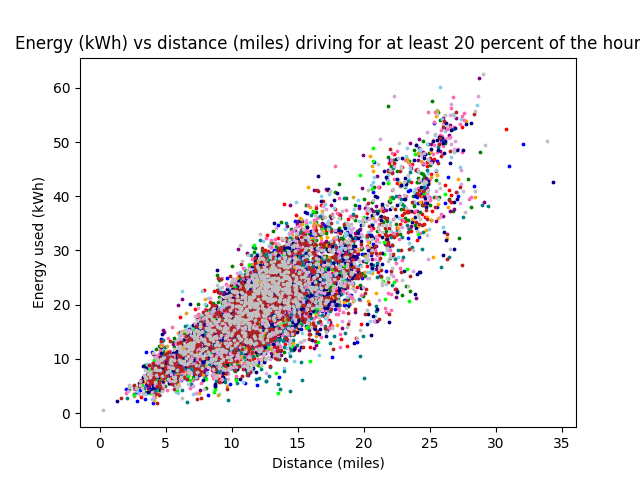 Energy (kWh) vs distance (miles) driving for at least 20 percent of the hour
60
50
40
30
20
10
0
Energy used (kWh)
0 5 10 15 20 25 30 35
Distance (miles)